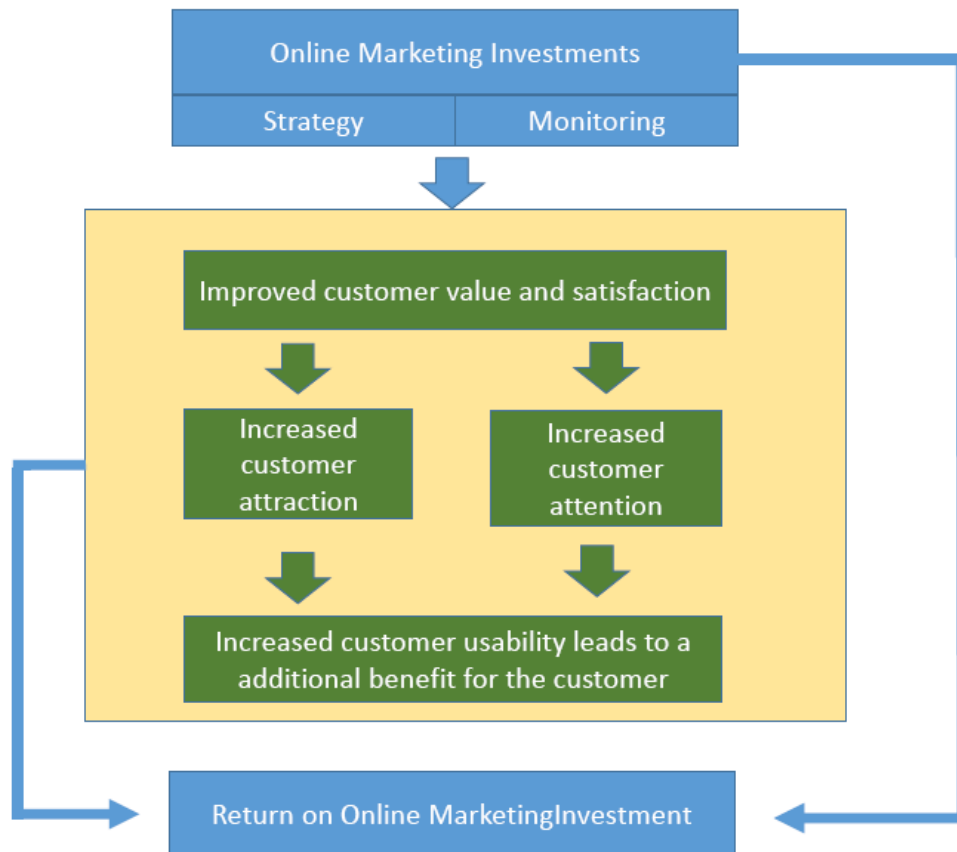 Online Marketing Investments
Strategy
Monitoring
Improved customer value and satisfaction
Increased
customer
attraction
Increased
customer
attention
Increased customer usability leads to a
additional benefit for the customer
Return on Online MarketingInvestment